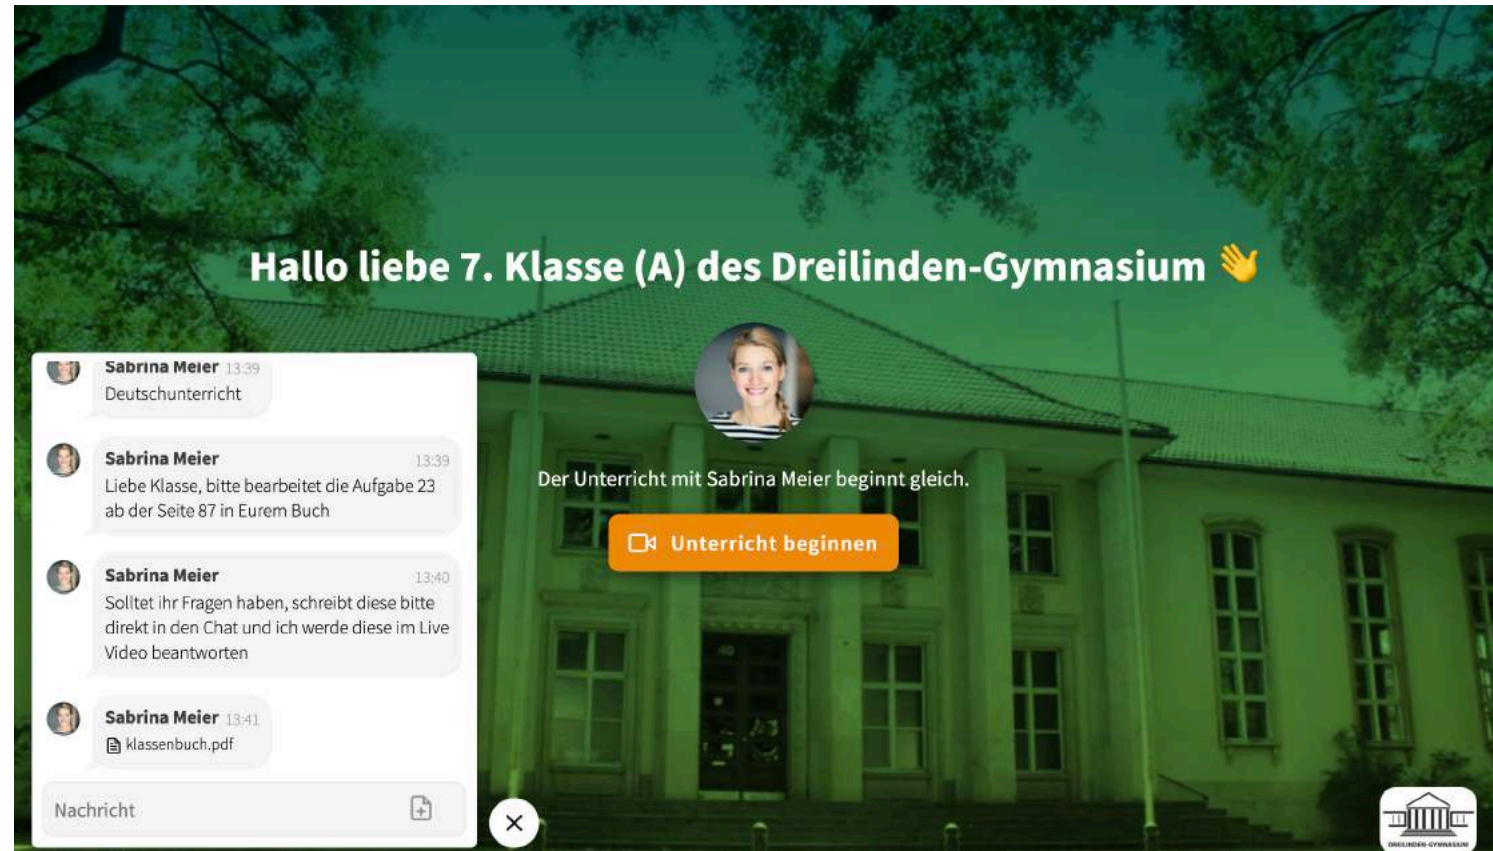 Hallo liebe 7. Klasse (A) des Dreilinden-Gymnasium 👋
Der Unterricht mit Sabrina Meier beginnt gleich.
Unterricht beginnen
Sabrina Meier 13:39
Deutschunterricht
Sabrina Meier 13:39
Liebe Klasse, bitte bearbeitet die Aufgabe 23
ab der Seite 87 in Eurem Buch
Sabrina Meier 13:40
Solltet ihr Fragen haben, schreibt diese bitte
direkt in den Chat und ich werde diese im Live
Video beantworten
Sabrina Meier 13:41
klassenbuch.pdf
Nachricht
40
DREILINDEN-GYMNASIUM